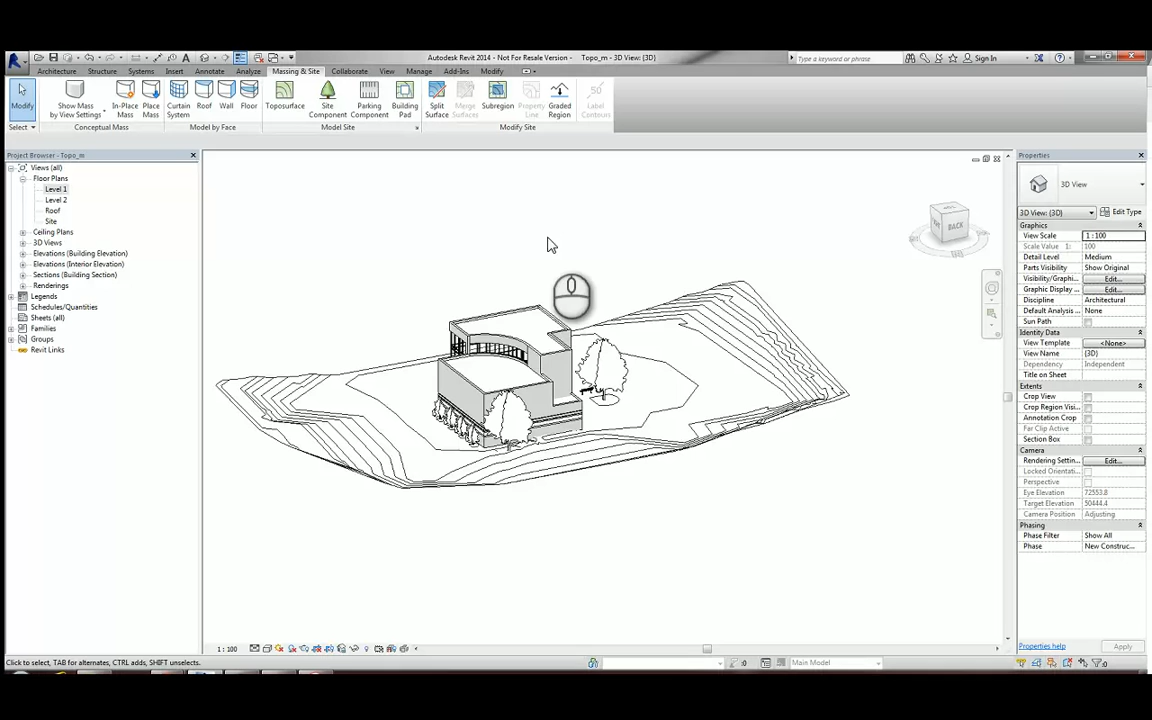 Autodesk Revit 2014 - Not For Resale Version - Topo_m - 3D View: {3D}
Type a keyword or phrase
Sign In
Architecture Structure Systems Insert Annotate Analyze Massing & Site Collaborate View Manage Add-Ins Modify
Modify
Show Mass by View Settings
In-Place Mass
Place Mass
Curtain System
Roof
Wall
Floor
Toposurface
Site Component
Parking Component
Building Pad
Split Surface
Merge Surfaces
Subregion
Property Line
Graded Region
50
Label Contours
Select
Conceptual Mass
Model by Face
Model Site
Modify Site
Project Browser - Topo_m
Views (all)
Floor Plans
Level 1
Level 2
Roof
Site
Ceiling Plans
3D Views
Elevations (Building Elevation)
Elevations (Interior Elevation)
Sections (Building Section)
Renderings
Legends
Schedules/Quantities
Sheets (all)
Families
Groups
Revit Links
BACK
Properties
3D View
3D View: {3D}
Edit Type
Graphics
View Scale 1 : 100
Scale Value 1: 100
Detail Level Medium
Parts Visibility Show Original
Visibility/Graphi... Edit...
Graphic Display ... Edit...
Discipline Architectural
Default Analysis ... None
Sun Path
Identity Data
View Template <None>
View Name {3D}
Dependency Independent
Title on Sheet
Extents
Crop View
Crop Region Visi...
Annotation Crop
Far Clip Active
Section Box
Camera
Rendering Settin... Edit...
Locked Orientati...
Perspective
Eye Elevation 72553.8
Target Elevation 50444.4
Camera Position Adjusting
Phasing
Phase Filter Show All
Phase New Construc...
Properties help
Apply
1 : 100
Click to select, TAB for alternates, CTRL adds, SHIFT unselects.
:0
Main Model
:0